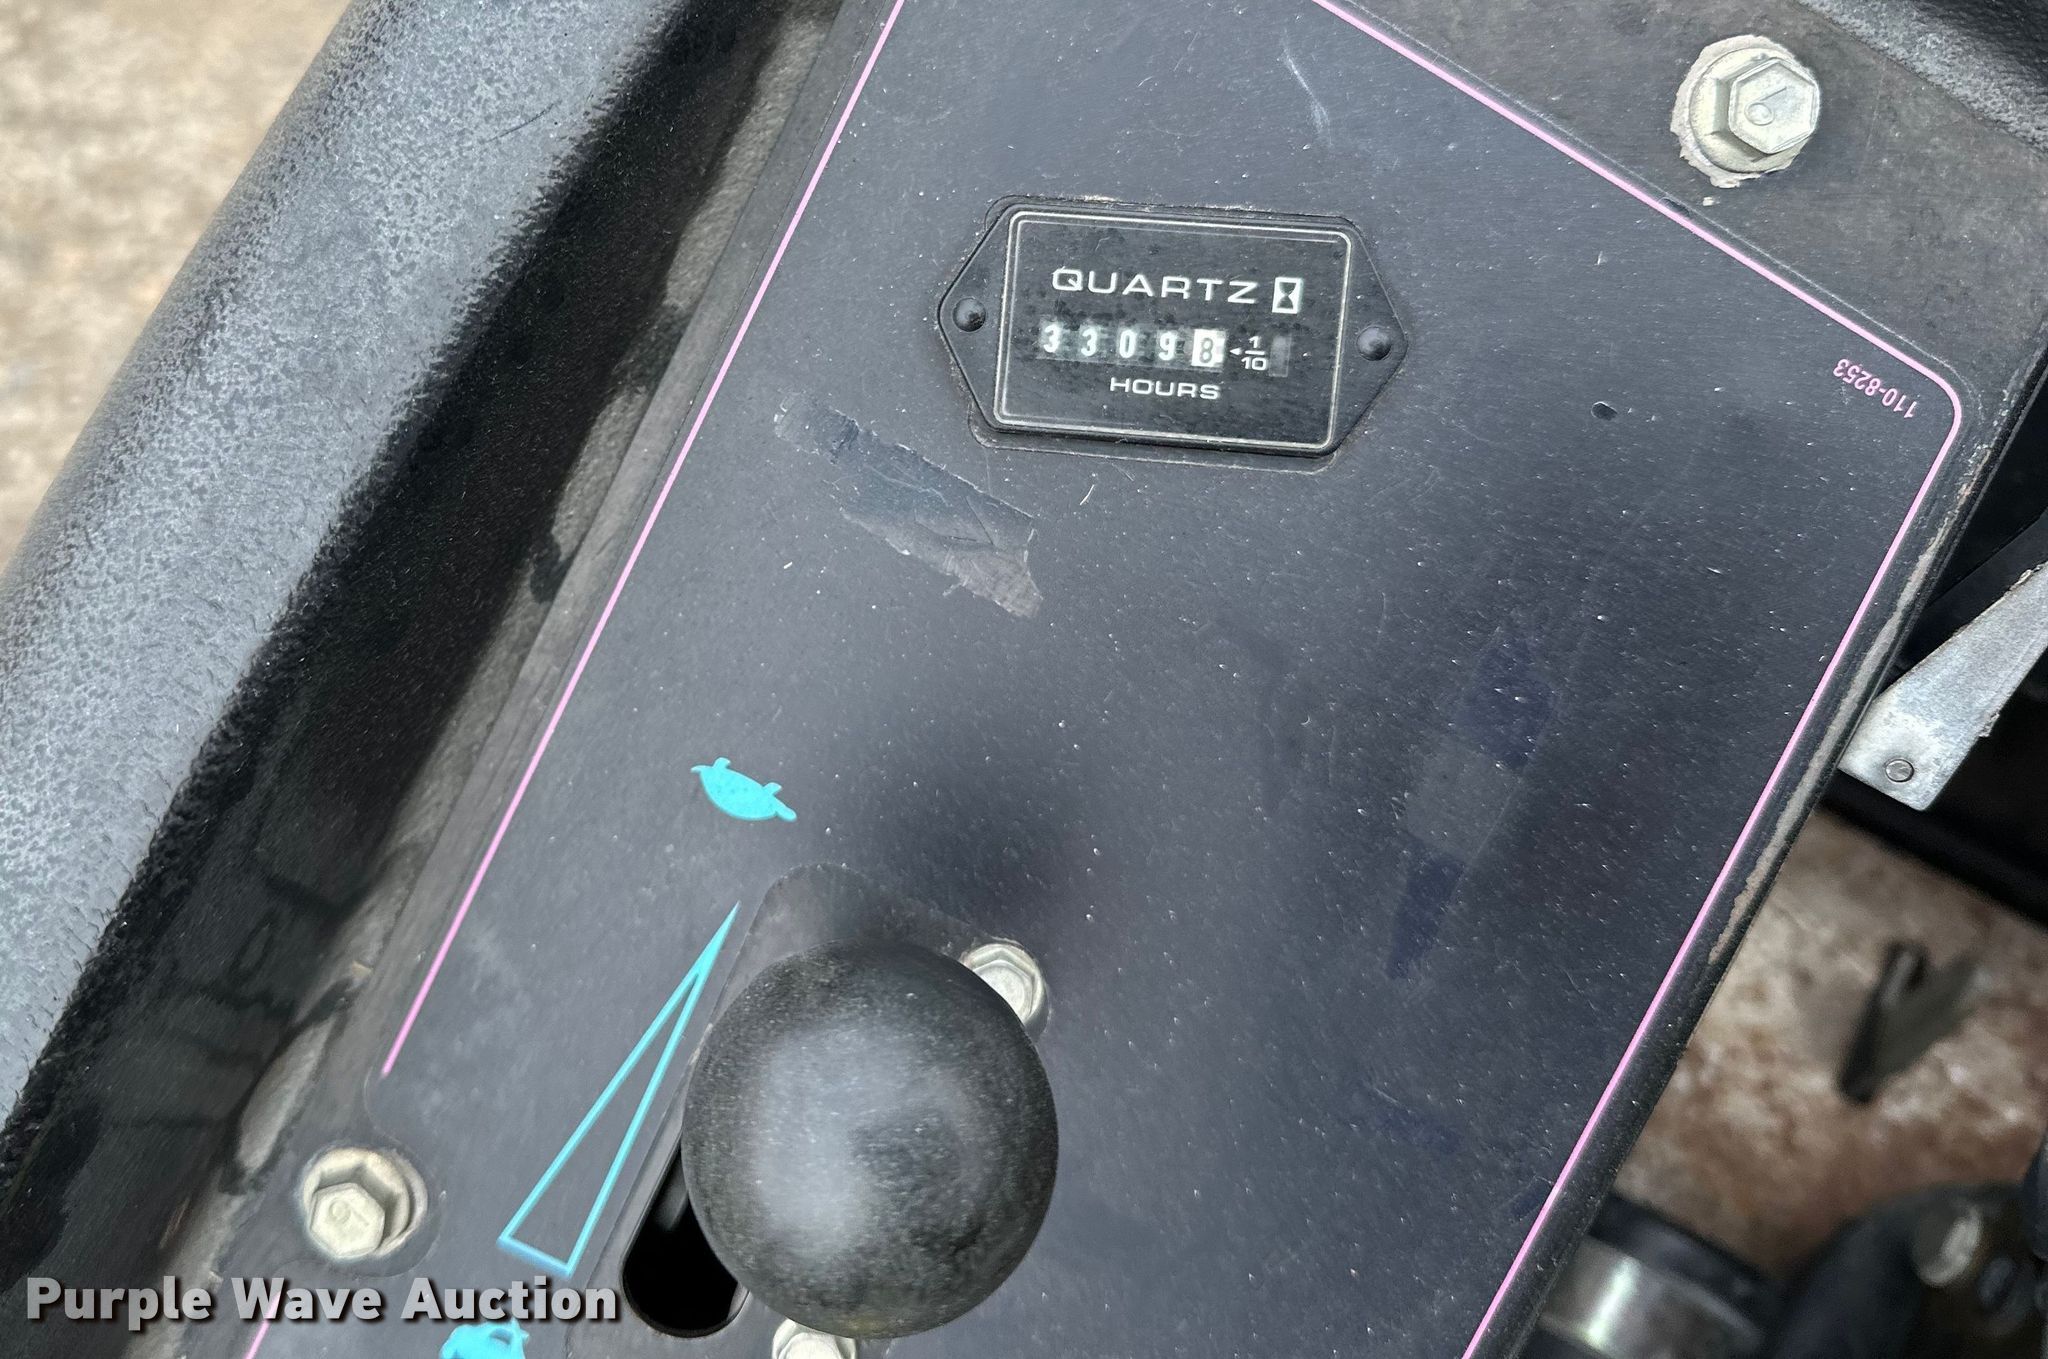 QUARTZ
33098 1/10
HOURS
110-8253
Purple Wave Auction